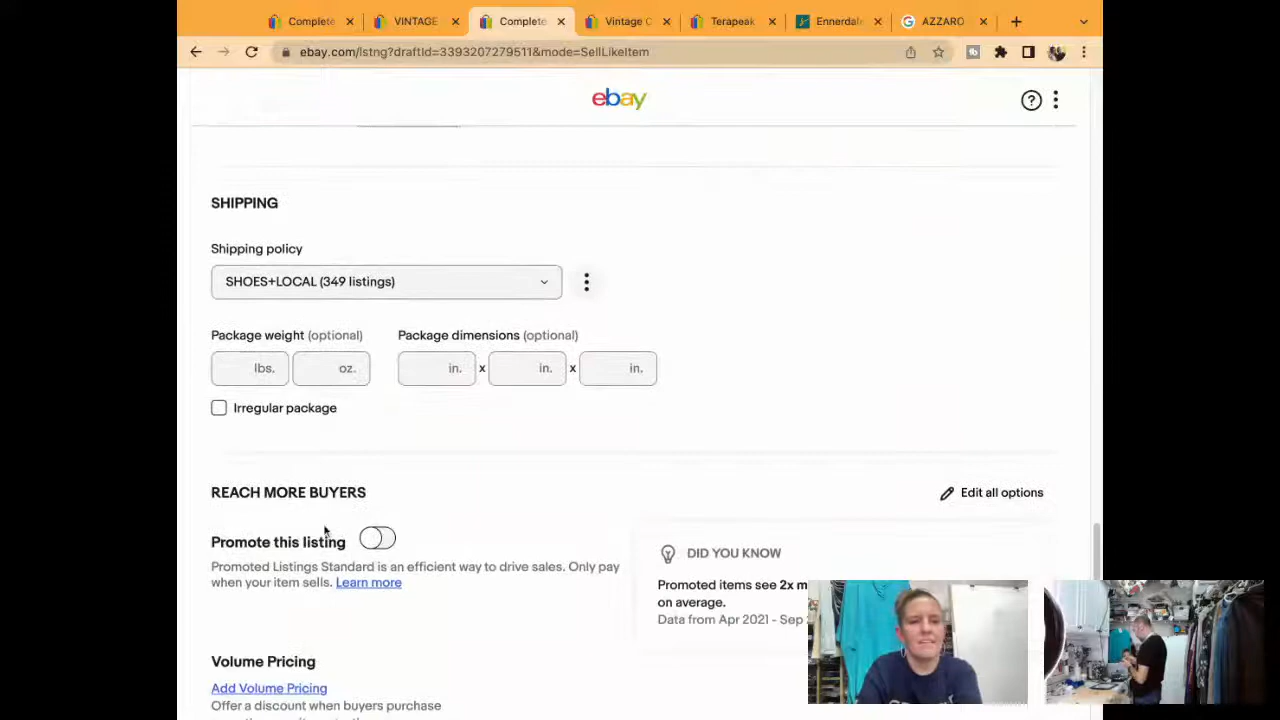 Complete
VINTAGE
Complete
Vintage C
Terapeak
Ennerdal
AZZARO
ebay.com/lstng?draftId=3393207279511&mode=SellLikeItem
ebay
SHIPPING
Shipping policy
SHOES+LOCAL (349 listings)
Package weight (optional)
Package dimensions (optional)
lbs.
oz.
in. x in. x in.
Irregular package
REACH MORE BUYERS
Edit all options
Promote this listing
Promoted Listings Standard is an efficient way to drive sales. Only pay
when your item sells. Learn more
DID YOU KNOW
Promoted items see 2x m
on average.
Data from Apr 2021 - Sep
Volume Pricing
Add Volume Pricing
Offer a discount when buyers purchase